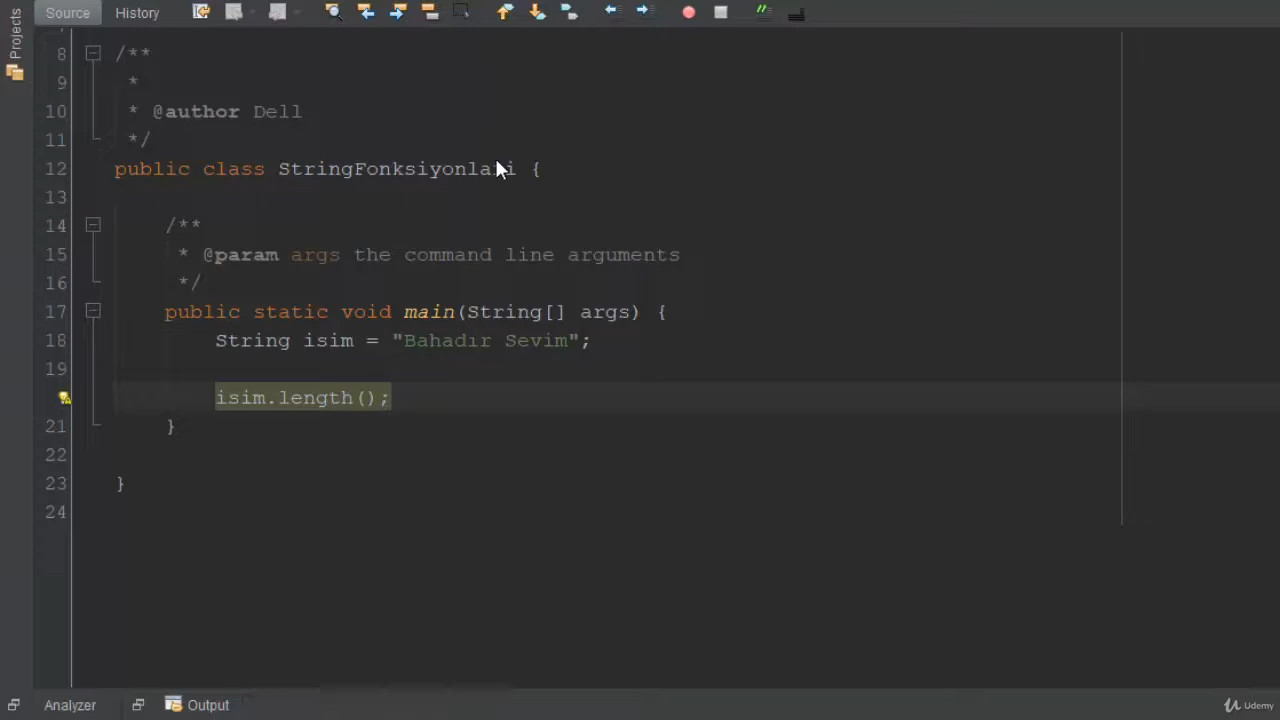 Source History
Projects
8 /**
9 *
10 * @author Dell
11 */
12 public class StringFonksiyonlari {
13
14 /**
15 * @param args the command line arguments
16 */
17 public static void main(String[] args) {
18 String isim = "Bahadır Sevim";
19
isim.length();
21 }
22
23 }
24
Analyzer Output
Udemy